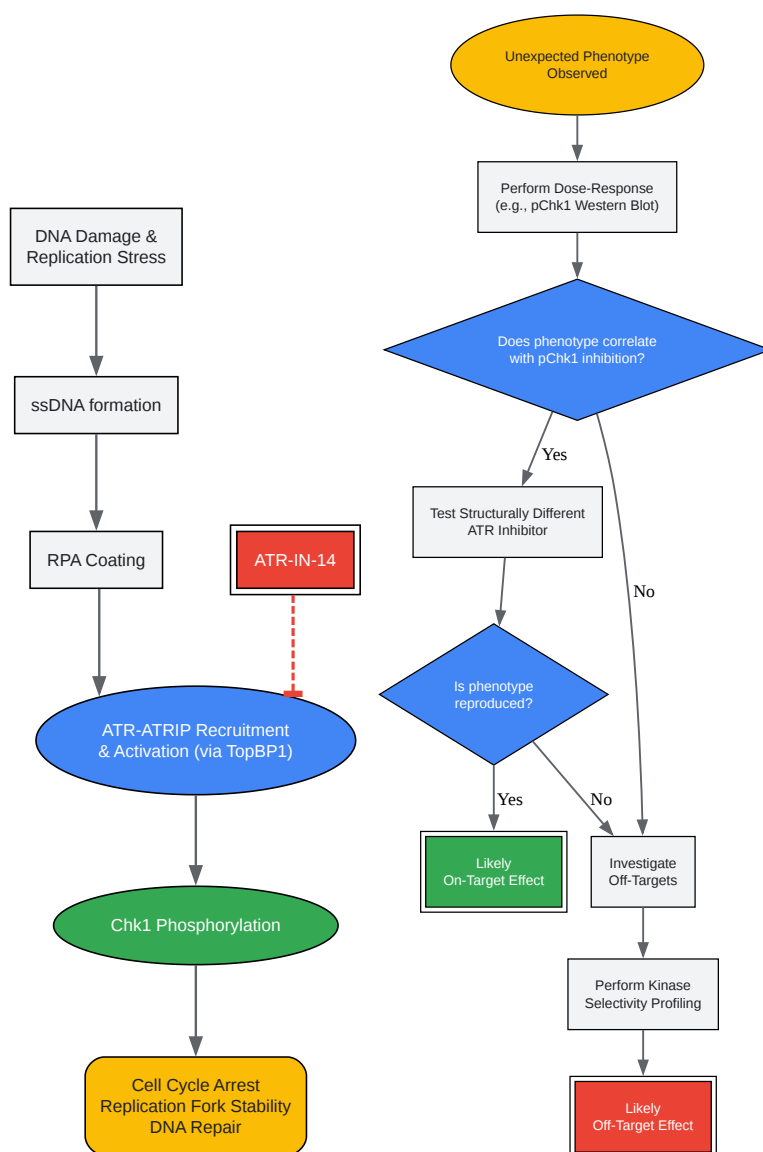 DNA Damage &
Replication Stress
ssDNA formation
RPA Coating
ATR-IN-14
ATR-ATRIP Recruitment
& Activation (via TopBP1)
Chk1 Phosphorylation
Cell Cycle Arrest
Replication Fork Stability
DNA Repair
Unexpected Phenotype
Observed
Perform Dose-Response
(e.g., pChk1 Western Blot)
Does phenotype correlate
with pChk1 inhibition?
Yes
No
Test Structurally Different
ATR Inhibitor
Is phenotype
reproduced?
Yes
No
Likely
On-Target Effect
Investigate
Off-Targets
Perform Kinase
Selectivity Profiling
Likely
Off-Target Effect